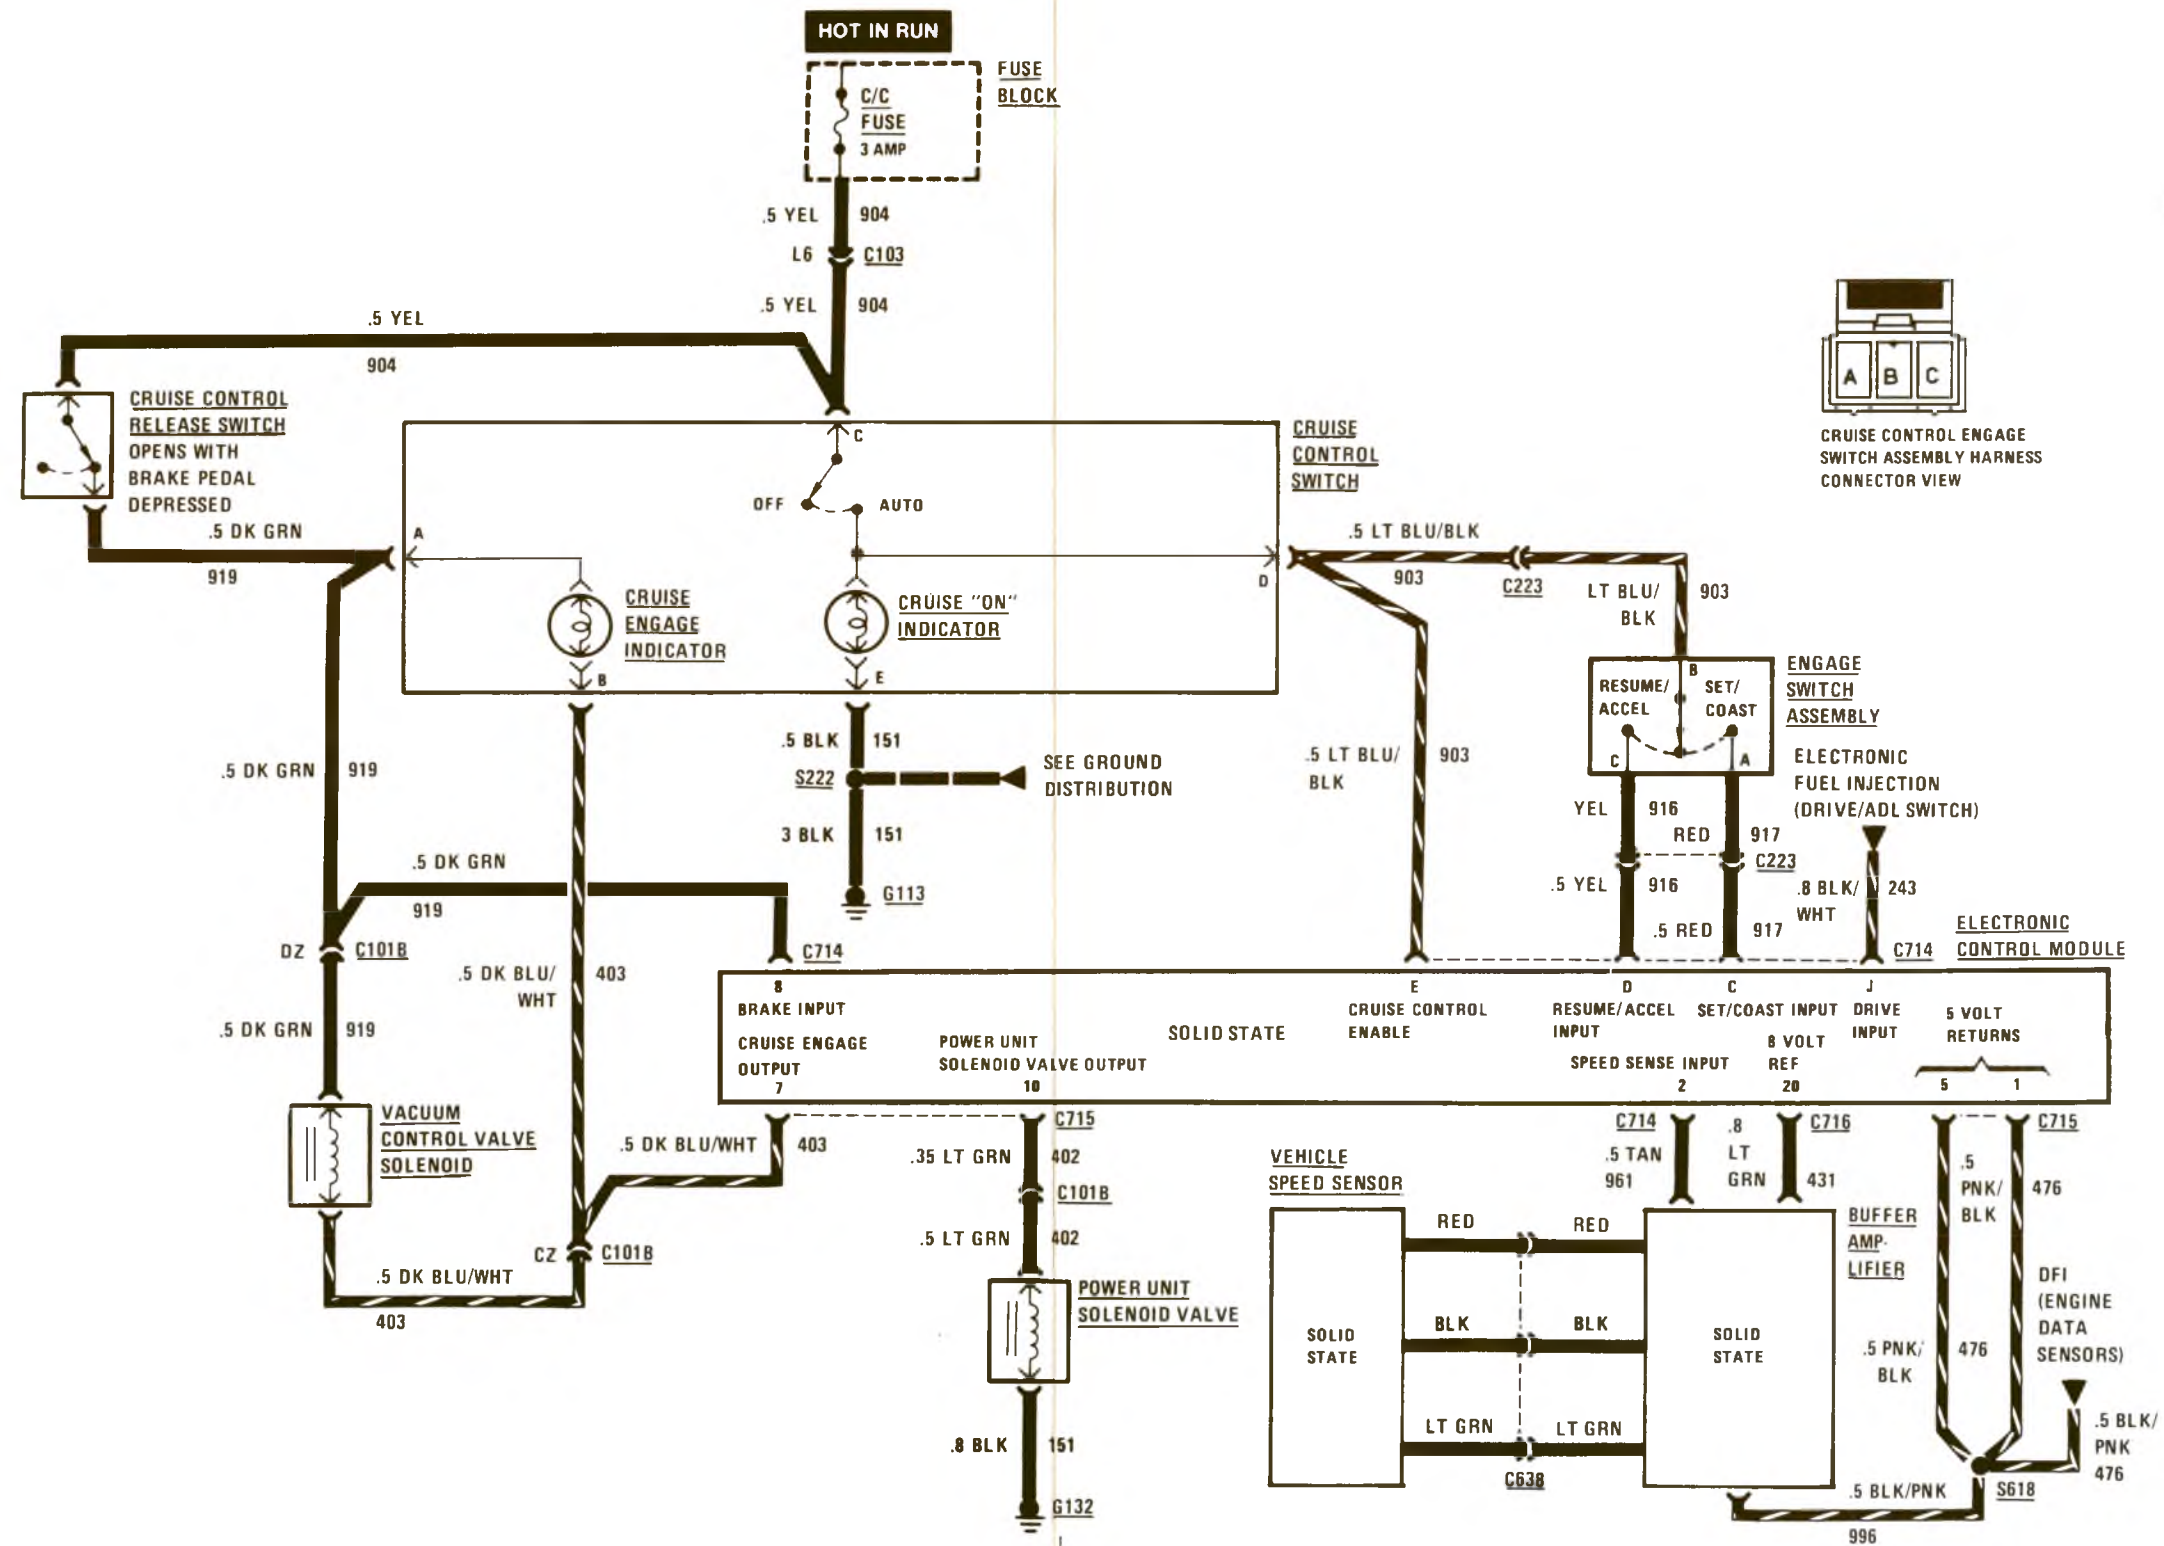 HOT IN RUN
FUSE
BLOCK
C/C
FUSE
3 AMP
.5 YEL 904
L6 C103
.5 YEL 904
.5 YEL
904
CRUISE CONTROL
RELEASE SWITCH
OPENS WITH
BRAKE PEDAL
DEPRESSED
.5 DK GRN
919
CRUISE
CONTROL
SWITCH
C
OFF
AUTO
A
D
CRUISE
ENGAGE
INDICATOR
CRUISE "ON"
INDICATOR
B
E
A B C
CRUISE CONTROL ENGAGE
SWITCH ASSEMBLY HARNESS
CONNECTOR VIEW
.5 LT BLU/BLK
903
C223
LT BLU/
BLK
903
ENGAGE
SWITCH
ASSEMBLY
B
RESUME/
ACCEL
SET/
COAST
C
A
.5 BLK 151
S222
SEE GROUND
DISTRIBUTION
3 BLK 151
G113
.5 LT BLU/
BLK
903
ELECTRONIC
FUEL INJECTION
(DRIVE/ADL SWITCH)
YEL 916
RED 917
C223
.5 YEL 916
.5 RED 917
.8 BLK/
WHT
243
C714
ELECTRONIC
CONTROL MODULE
.5 DK GRN 919
.5 DK GRN
919
DZ C101B
C714
.5 DK BLU/
WHT
403
.5 DK GRN 919
8
BRAKE INPUT
CRUISE ENGAGE
OUTPUT
7
POWER UNIT
SOLENOID VALVE OUTPUT
10
SOLID STATE
E
CRUISE CONTROL
ENABLE
D
RESUME/ACCEL
INPUT
C
SET/COAST INPUT
J
DRIVE
INPUT
SPEED SENSE INPUT
2
8 VOLT
REF
20
5 VOLT
RETURNS
5 1
VACUUM
CONTROL VALVE
SOLENOID
.5 DK BLU/WHT 403
CZ C101B
.5 DK BLU/WHT
403
C715
.35 LT GRN 402
C101B
.5 LT GRN 402
POWER UNIT
SOLENOID VALVE
.8 BLK 151
G132
VEHICLE
SPEED SENSOR
SOLID
STATE
RED RED
BLK BLK
LT GRN LT GRN
C638
C714
.5 TAN
961
.8
LT
GRN
431
C716
BUFFER
AMP-
LIFIER
SOLID
STATE
C715
.5
PNK/
BLK
476
.5 PNK/
BLK
476
DFI
(ENGINE
DATA
SENSORS)
.5 BLK/
PNK
476
S618
.5 BLK/PNK
996